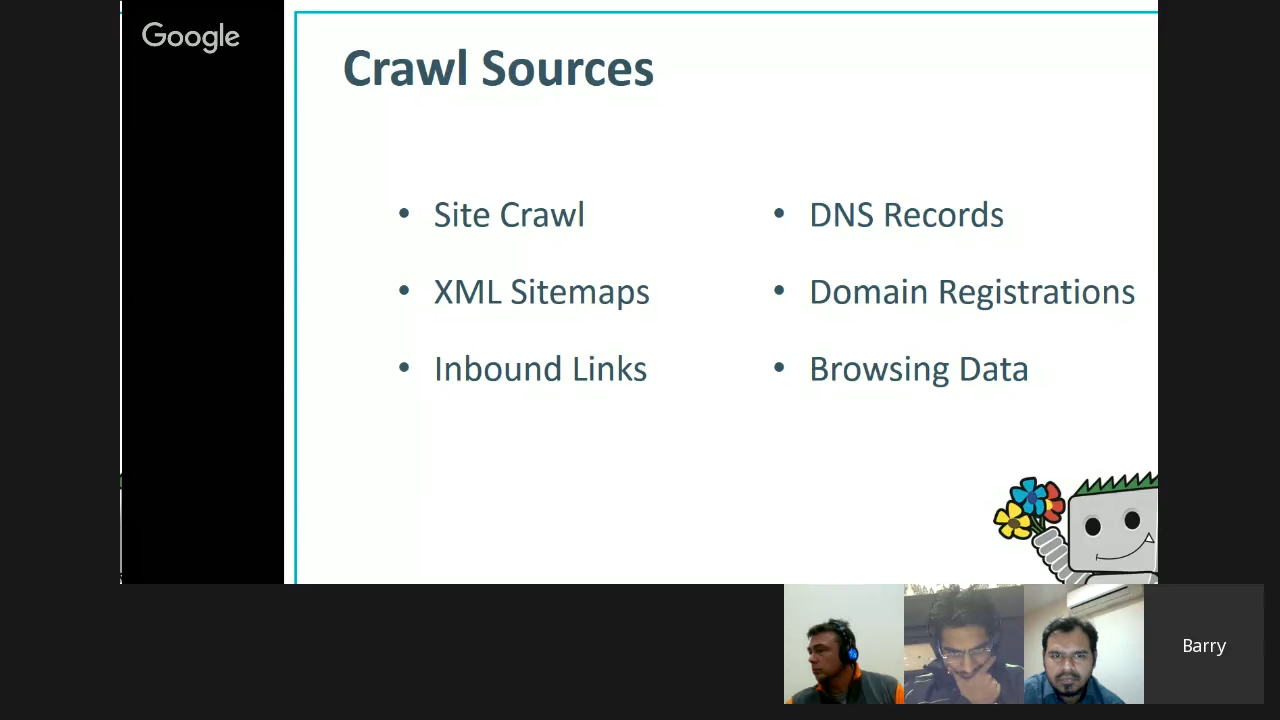 Google
Crawl Sources
• Site Crawl
• XML Sitemaps
• Inbound Links
• DNS Records
• Domain Registrations
• Browsing Data
Barry